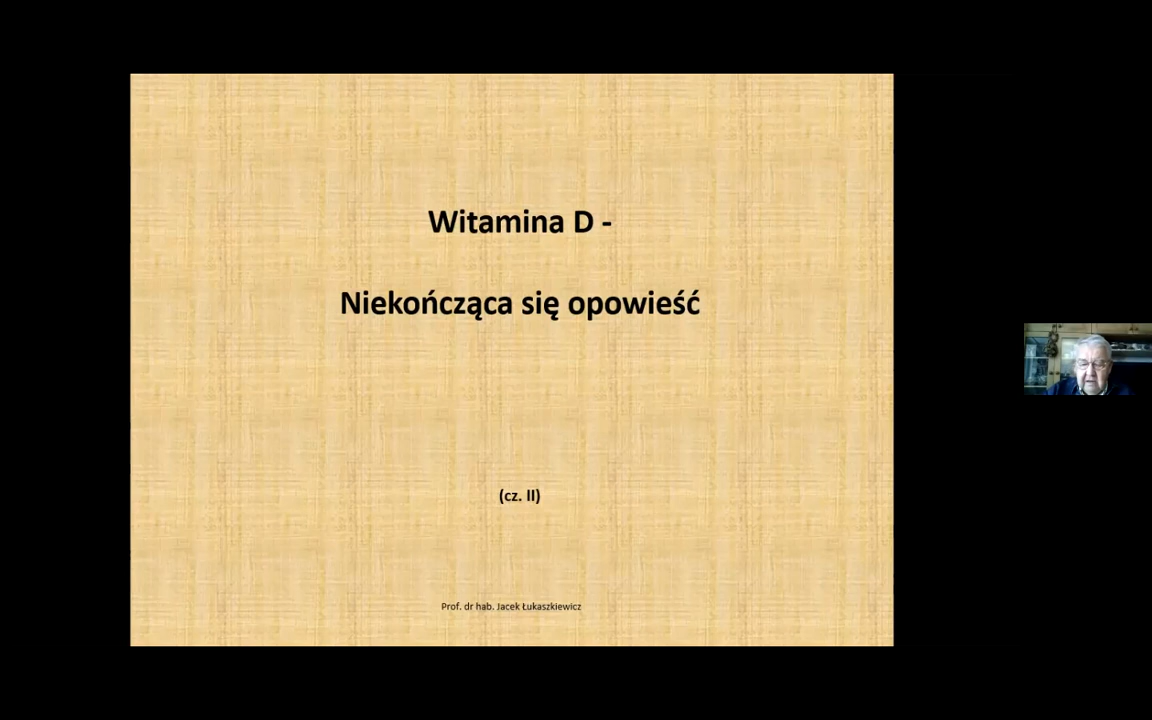 Witamina D -
Niekończąca się opowieść
(cz. II)
Prof. dr hab. Jacek Łukaszkiewicz